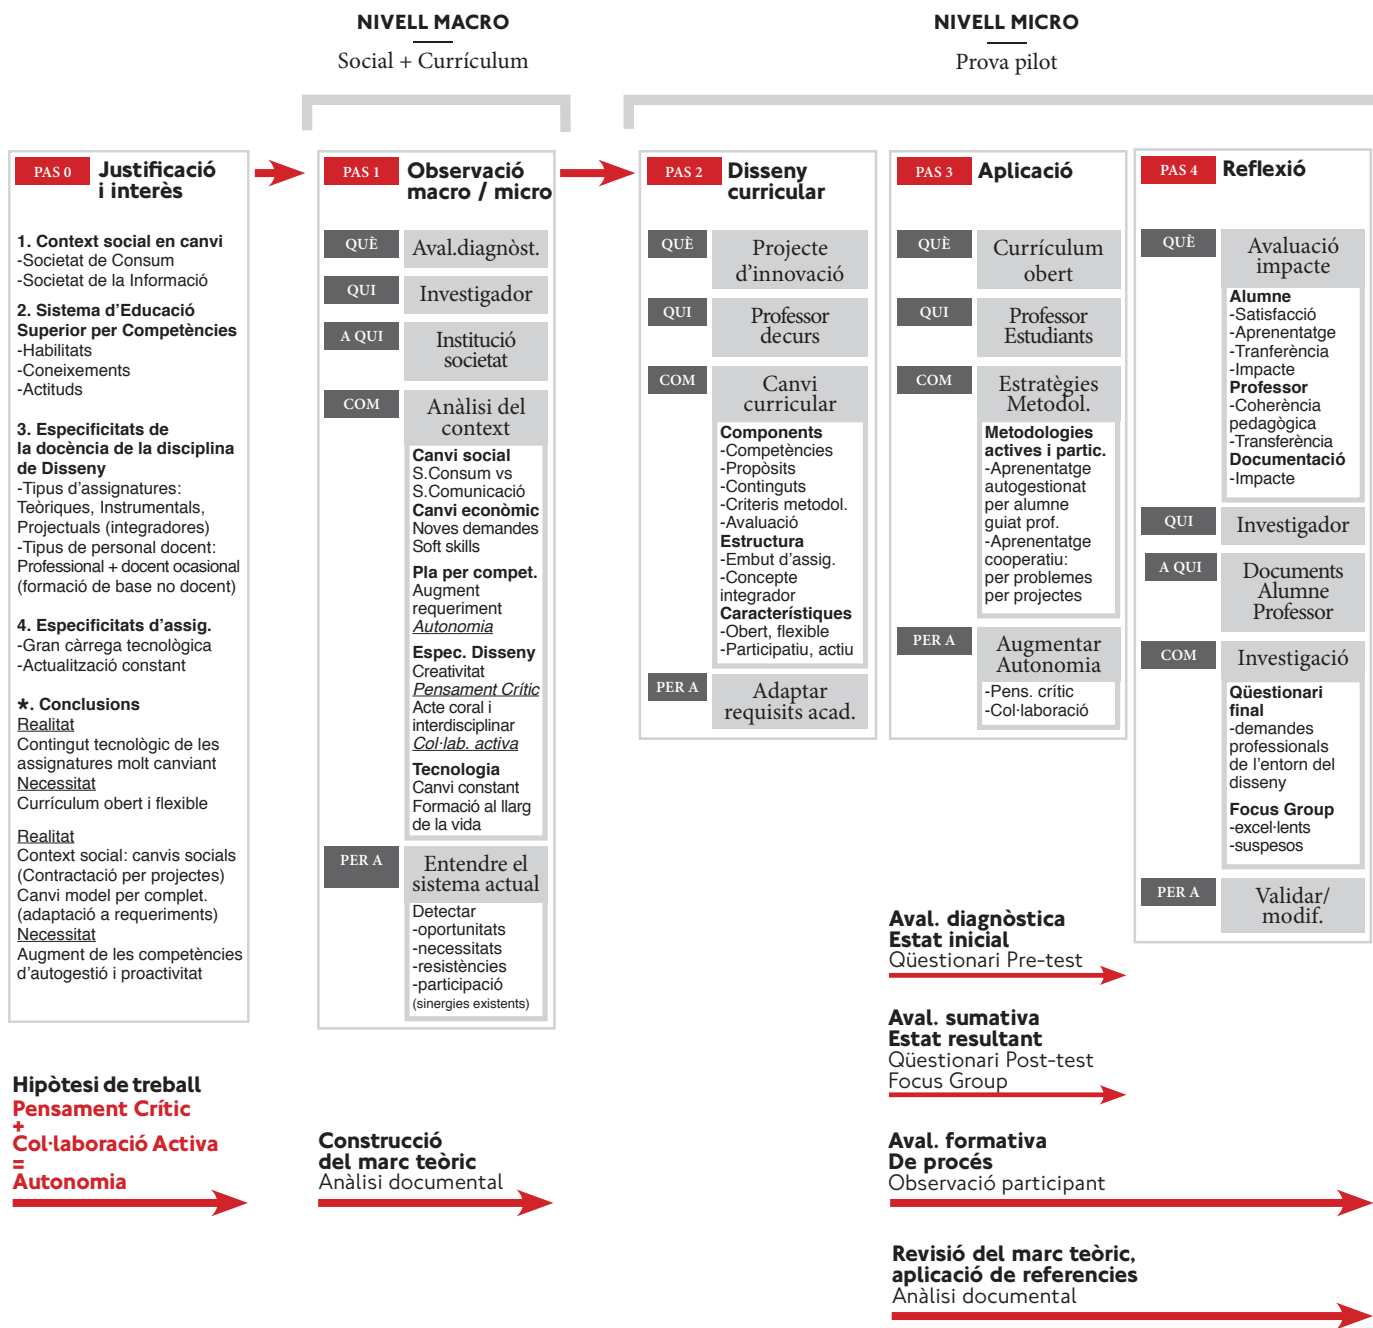 NIVELL MACRO
Social + Currículum
NIVELL MICRO
Prova pilot
PAS 0
Justificació
i interès
1. Context social en canvi
-Societat de Consum
-Societat de la Informació
2. Sistema d'Educació
Superior per Competències
-Habilitats
-Coneixements
-Actituds
3. Especificitats de
la docència de la disciplina
de Disseny
-Tipus d'assignatures:
Teòriques, Instrumentals,
Projectuals (integradores)
-Tipus de personal docent:
Professional + docent ocasional
(formació de base no docent)
4. Especificitats d'assig.
-Gran càrrega tecnològica
-Actualització constant
*. Conclusions
Realitat
Contingut tecnològic de les
assignatures molt canviant
Necessitat
Currículum obert i flexible
Realitat
Context social: canvis socials
(Contractació per projectes)
Canvi model per complet.
(adaptació a requeriments)
Necessitat
Augment de les competències
d'autogestió i proactivitat
Hipòtesi de treball
Pensament Crític
+
Col·laboració Activa
=
Autonomia
PAS 1
Observació
macro / micro
QUÈ
Aval.diagnòst.
QUI
Investigador
A QUI
Institució
societat
COM
Anàlisi del
context
Canvi social
S.Consum vs
S.Comunicació
Canvi econòmic
Noves demandes
Soft skills
Pla per compet.
Augment
requeriment
Autonomia
Espec. Disseny
Creativitat
Pensament Crític
Acte coral i
interdisciplinar
Col·lab. activa
Tecnologia
Canvi constant
Formació al llarg
de la vida
PER A
Entendre el
sistema actual
Detectar
-oportunitats
-necessitats
-resistències
-participació
(sinergies existents)
Construcció
del marc teòric
Anàlisi documental
PAS 2
Disseny
curricular
QUÈ
Projecte
d'innovació
QUI
Professor
decurs
COM
Canvi
curricular
Components
-Competències
-Propòsits
-Continguts
-Criteris metodol.
-Avaluació
Estructura
-Embut d'assig.
-Concepte
integrador
Característiques
-Obert, flexible
-Participatiu, actiu
PER A
Adaptar
requisits acad.
PAS 3
Aplicació
QUÈ
Currículum
obert
QUI
Professor
Estudiants
COM
Estratègies
Metodol.
Metodologies
actives i partic.
-Aprenentatge
autogestionat
per alumne
guiat prof.
-Aprenentatge
cooperatiu:
per problemes
per projectes
PER A
Augmentar
Autonomia
-Pens. crític
-Col·laboració
PAS 4
Reflexió
QUÈ
Avaluació
impacte
Alumne
-Satisfacció
-Aprenentatge
-Tranferència
-Impacte
Professor
-Coherència
pedagògica
-Transferència
Documentació
-Impacte
QUI
Investigador
A QUI
Documents
Alumne
Professor
COM
Investigació
Qüestionari
final
-demandes
professionals
de l'entorn del
disseny
Focus Group
-excel·lents
-suspesos
PER A
Validar/
modif.
Aval. diagnòstica
Estat inicial
Qüestionari Pre-test
Aval. sumativa
Estat resultant
Qüestionari Post-test
Focus Group
Aval. formativa
De procés
Observació participant
Revisió del marc teòric,
aplicació de referencies
Anàlisi documental